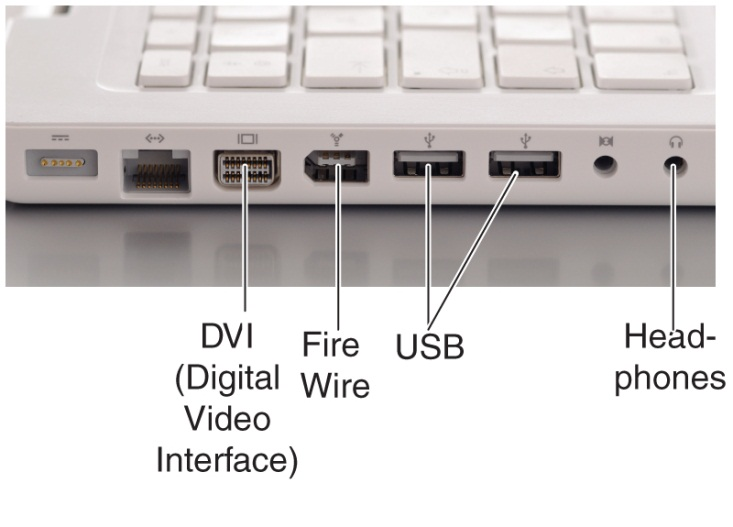 DVI
(Digital
Video
Interface)
Fire
Wire
USB
Head-
phones